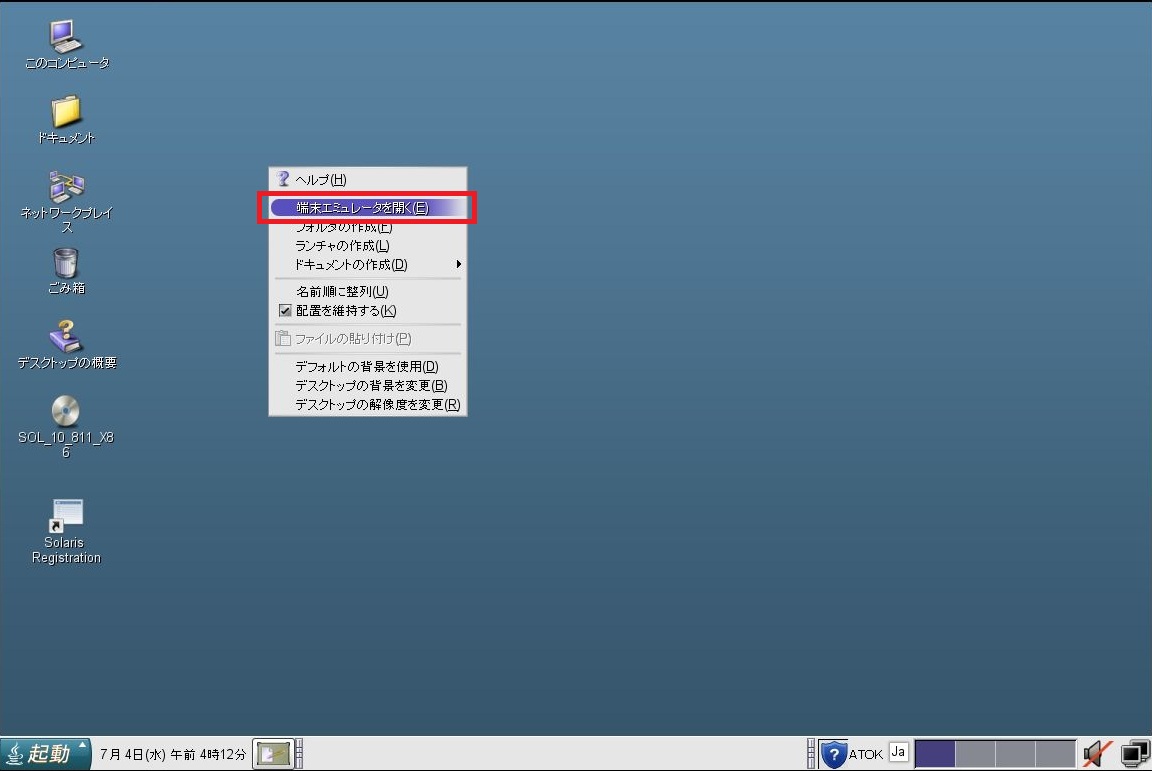 このコンピュータ
ドキュメント
ネットワークプレイ
ス
ごみ箱
デスクトップの概要
SOL_10_811_X8
6
Solaris
Registration
ヘルプ(H)
端末エミュレータを開く(E)
フォルダの作成(F)
ランチャの作成(L)
ドキュメントの作成(D)
名前順に整列(U)
配置を維持する(K)
ファイルの貼り付け(P)
デフォルトの背景を使用(D)
デスクトップの背景を変更(B)
デスクトップの解像度を変更(R)
起動
7月 4日(水) 午前 4時12分
ATOK
Ja